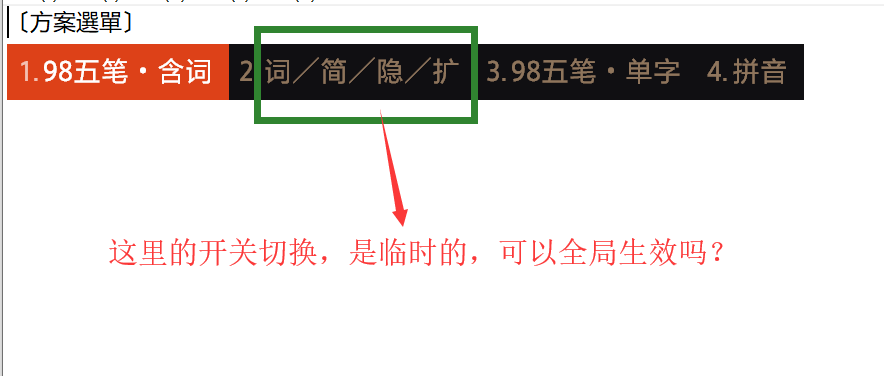 〔方案選單〕
1.98五笔·含词 2 词／简／隐／扩 3.98五笔·单字 4.拼音
这里的开关切换，是临时的，可以全局生效吗？